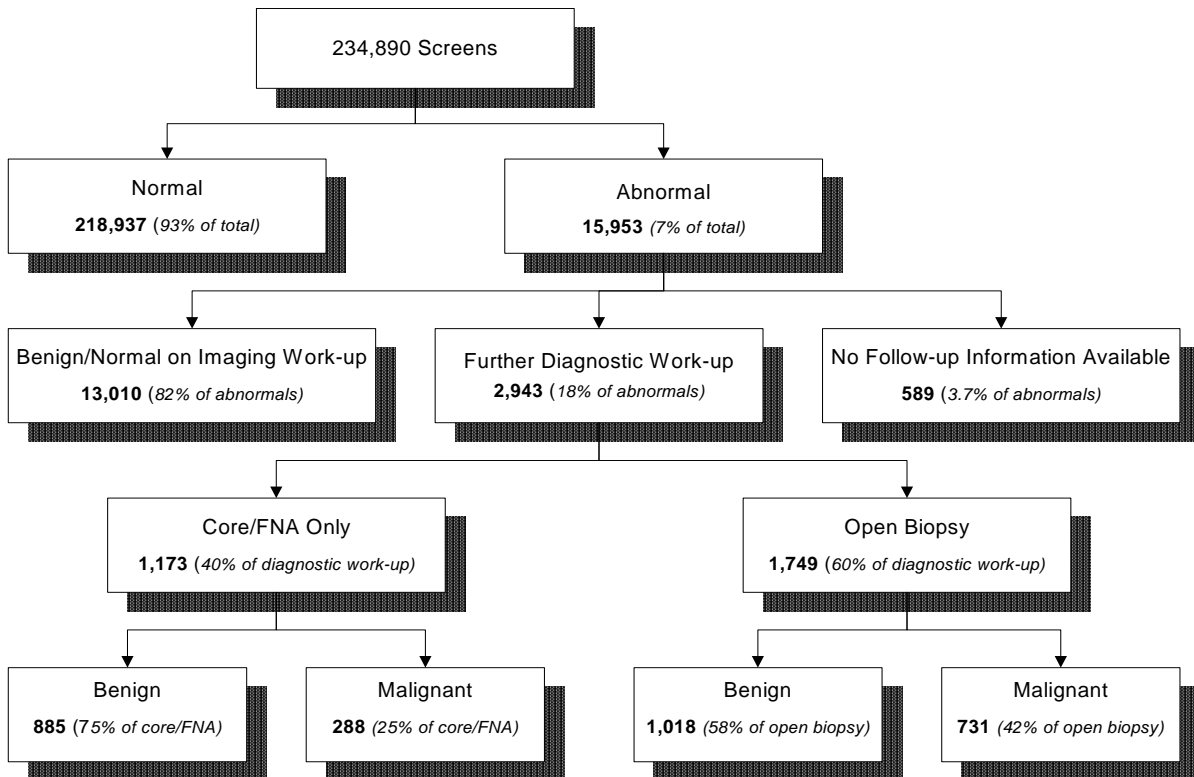 234,890 Screens
Normal
218,937 (93% of total)
Abnormal
15,953 (7% of total)
Benign/Normal on Imaging Work-up
13,010 (82% of abnormals)
Further Diagnostic Work-up
2,943 (18% of abnormals)
No Follow-up Information Available
589 (3.7% of abnormals)
Core/FNA Only
1,173 (40% of diagnostic work-up)
Open Biopsy
1,749 (60% of diagnostic work-up)
Benign
885 (75% of core/FNA)
Malignant
288 (25% of core/FNA)
Benign
1,018 (58% of open biopsy)
Malignant
731 (42% of open biopsy)